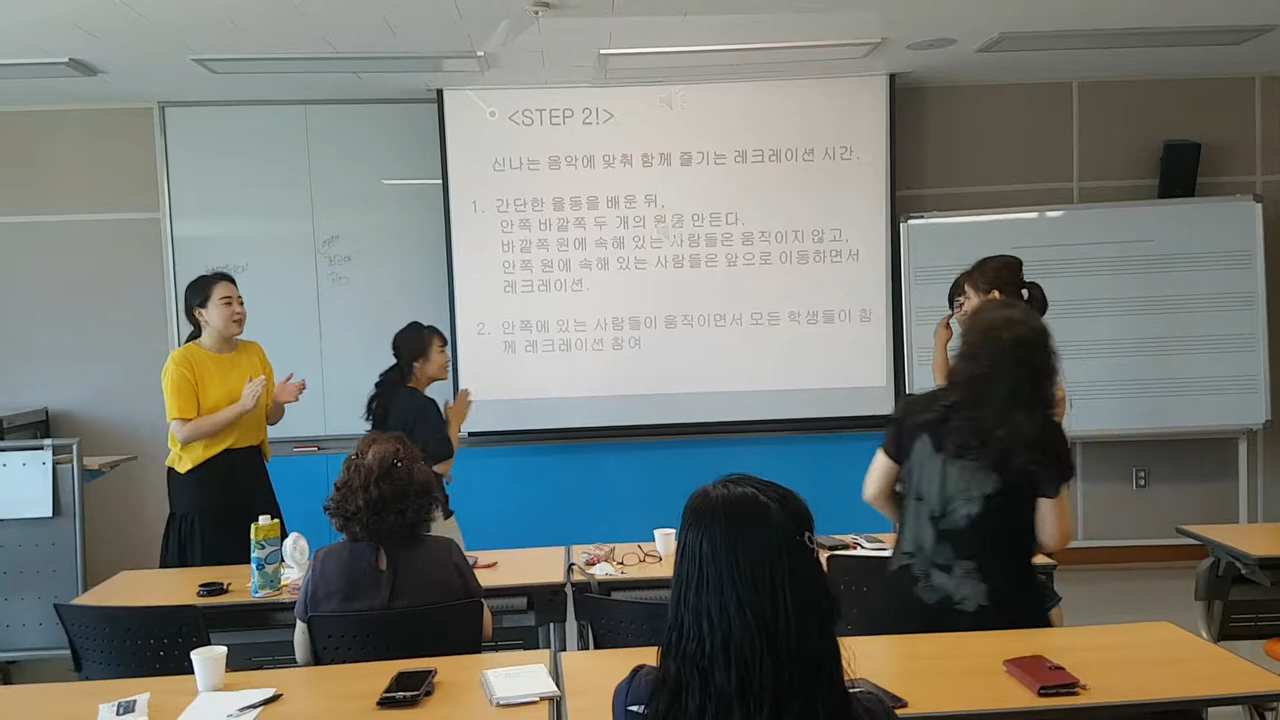 <STEP 2!>
신나는 음악에 맞춰 함께 즐기는 레크레이션 시간.
1. 간단한 율동을 배운 뒤,
안쪽 바깥쪽 두 개의 원을 만든다.
바깥쪽 원에 속해 있는 사람들은 움직이지 않고,
안쪽 원에 속해 있는 사람들은 앞으로 이동하면서
레크레이션.
2. 안쪽에 있는 사람들이 움직이면서 모든 학생들이 함
께 레크레이션 참여